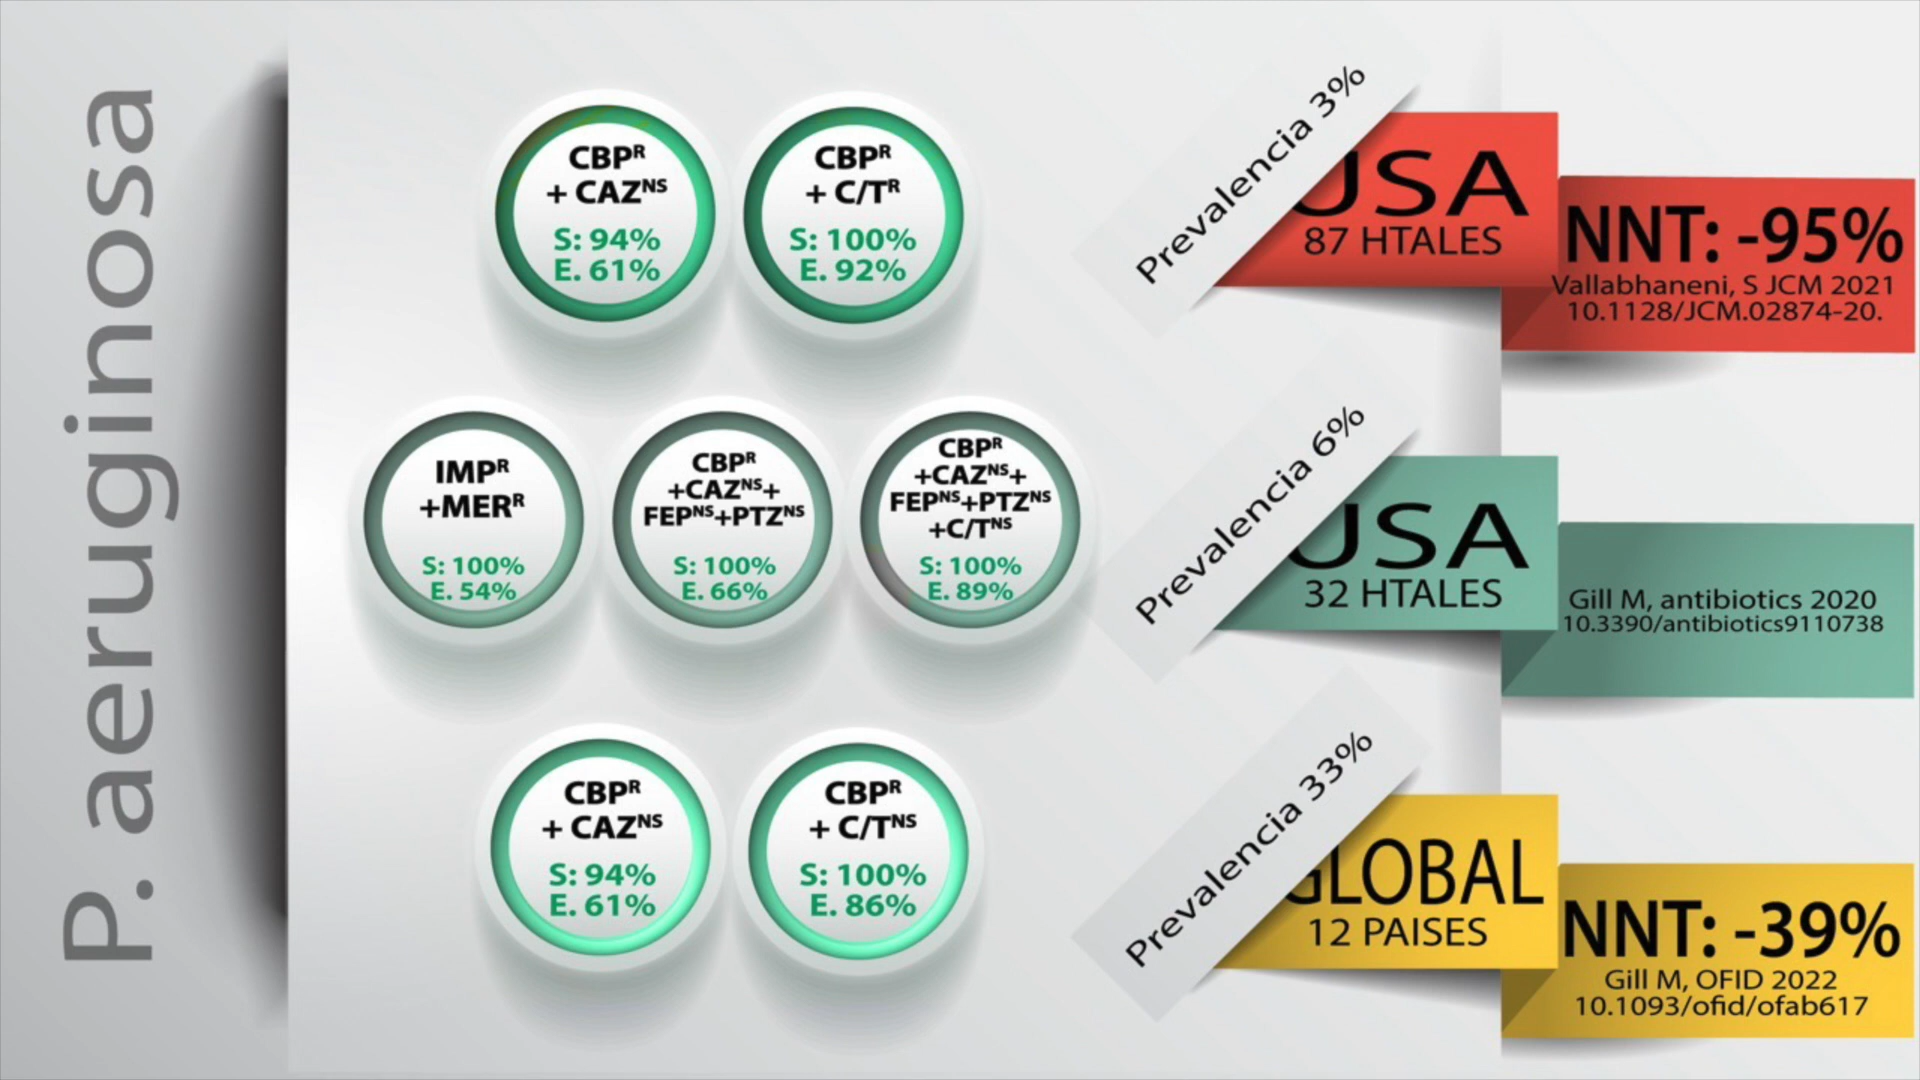 P. aeruginosa
CBPᴿ
+ CAZᴺˢ
S: 94%
E. 61%
CBPᴿ
+ C/Tᴿ
S: 100%
E. 92%
Prevalencia 3%
USA
87 HTALES
NNT: -95%
Vallabhaneni, S JCM 2021
10.1128/JCM.02874-20.
IMPᴿ
+MERᴿ
S: 100%
E. 54%
CBPᴿ
+CAZᴺˢ+
FEPᴺˢ+PTZᴺˢ
S: 100%
E. 66%
CBPᴿ
+CAZᴺˢ+
FEPᴺˢ+PTZᴺˢ
+C/Tᴺˢ
S: 100%
E. 89%
Prevalencia 6%
USA
32 HTALES
Gill M, antibiotics 2020
10.3390/antibiotics9110738
CBPᴿ
+ CAZᴺˢ
S: 94%
E. 61%
CBPᴿ
+ C/Tᴺˢ
S: 100%
E. 86%
Prevalencia 33%
GLOBAL
12 PAISES
NNT: -39%
Gill M, OFID 2022
10.1093/ofid/ofab617